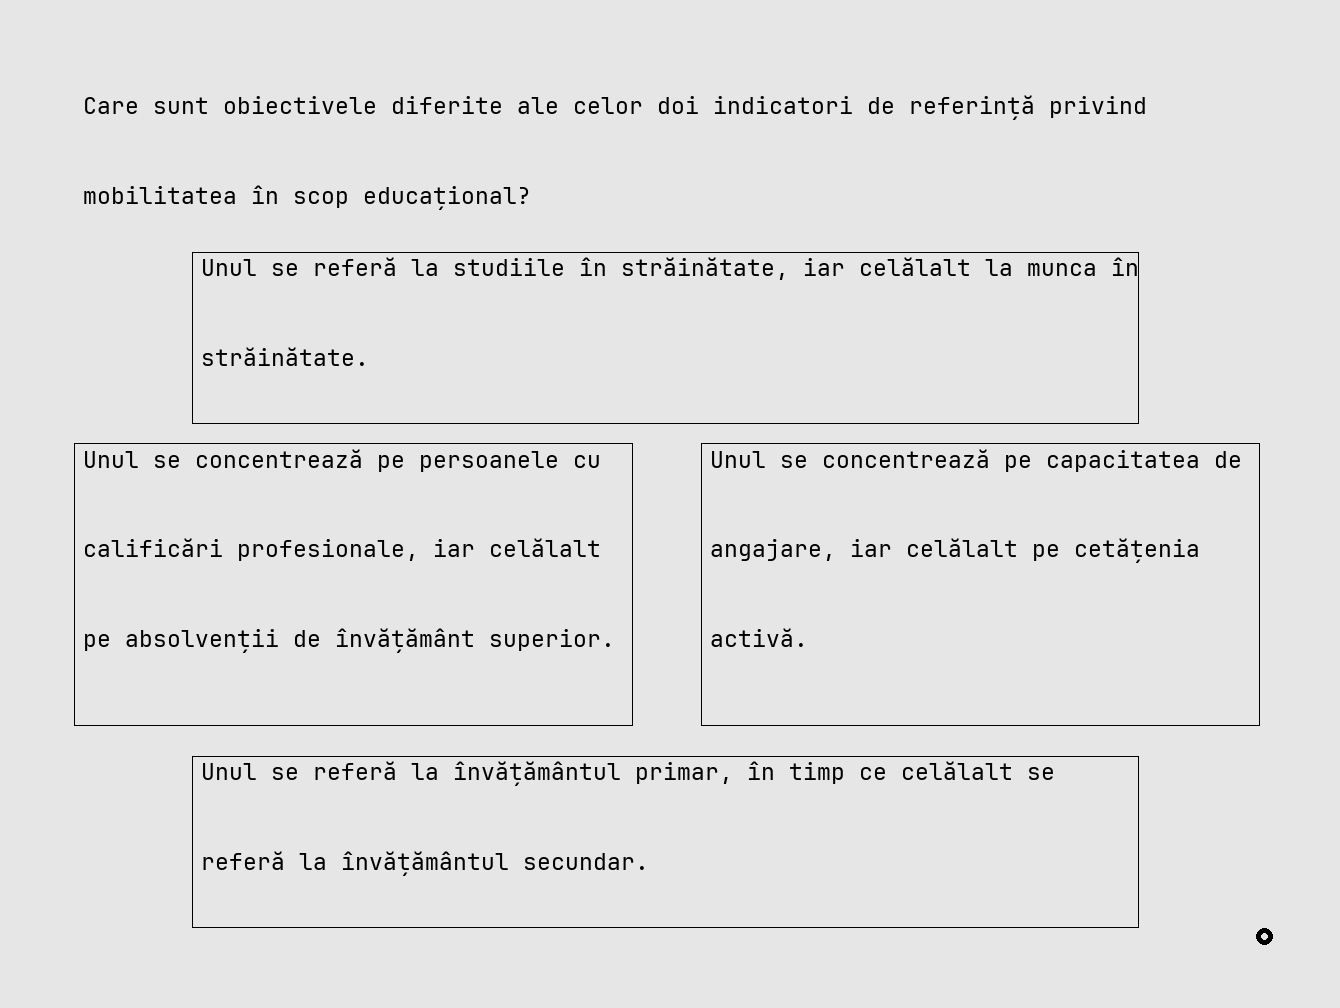 Care sunt obiectivele diferite ale celor doi indicatori de referință privind
mobilitatea în scop educațional?
Unul se referă la studiile în străinătate, iar celălalt la munca în
străinătate.
Unul se concentrează pe persoanele cu
calificări profesionale, iar celălalt
pe absolvenții de învățământ superior.
Unul se concentrează pe capacitatea de
angajare, iar celălalt pe cetățenia
activă.
Unul se referă la învățământul primar, în timp ce celălalt se
referă la învățământul secundar.